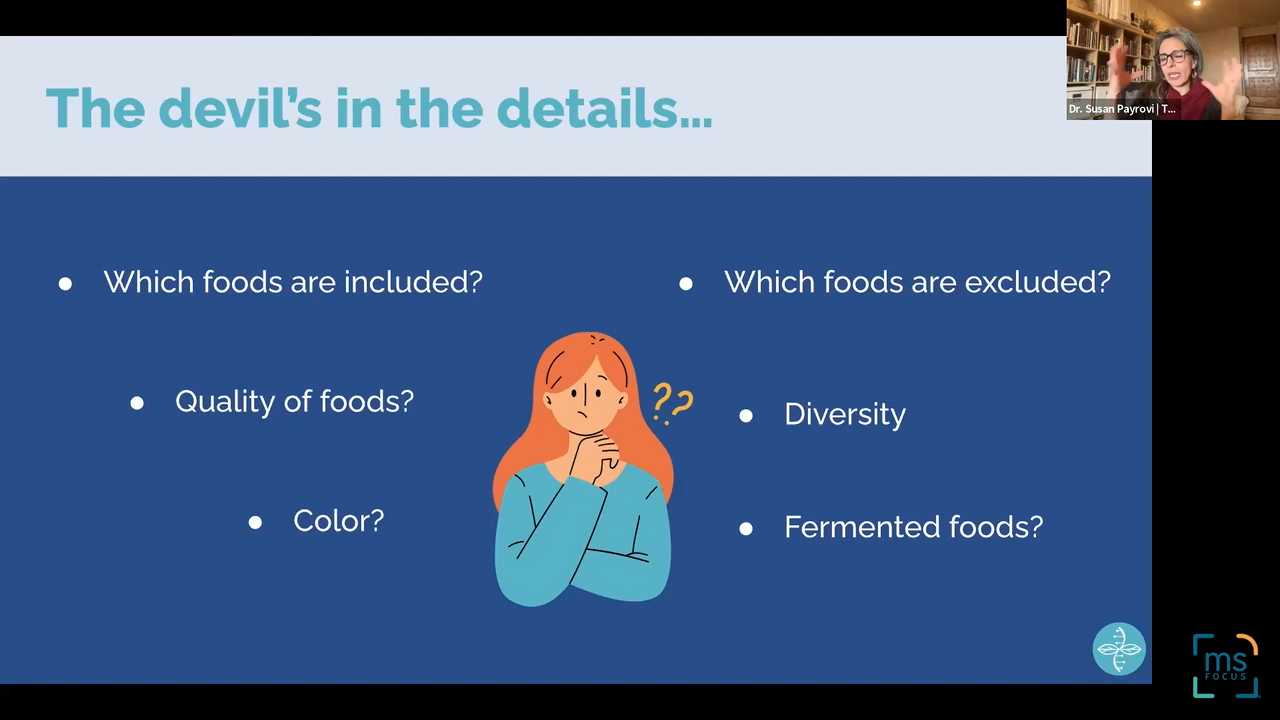 The devil's in the details...
Dr. Susan Payrovi | T...
Which foods are included?
Which foods are excluded?
Quality of foods?
??
Diversity
Color?
Fermented foods?
ms
FOCUS